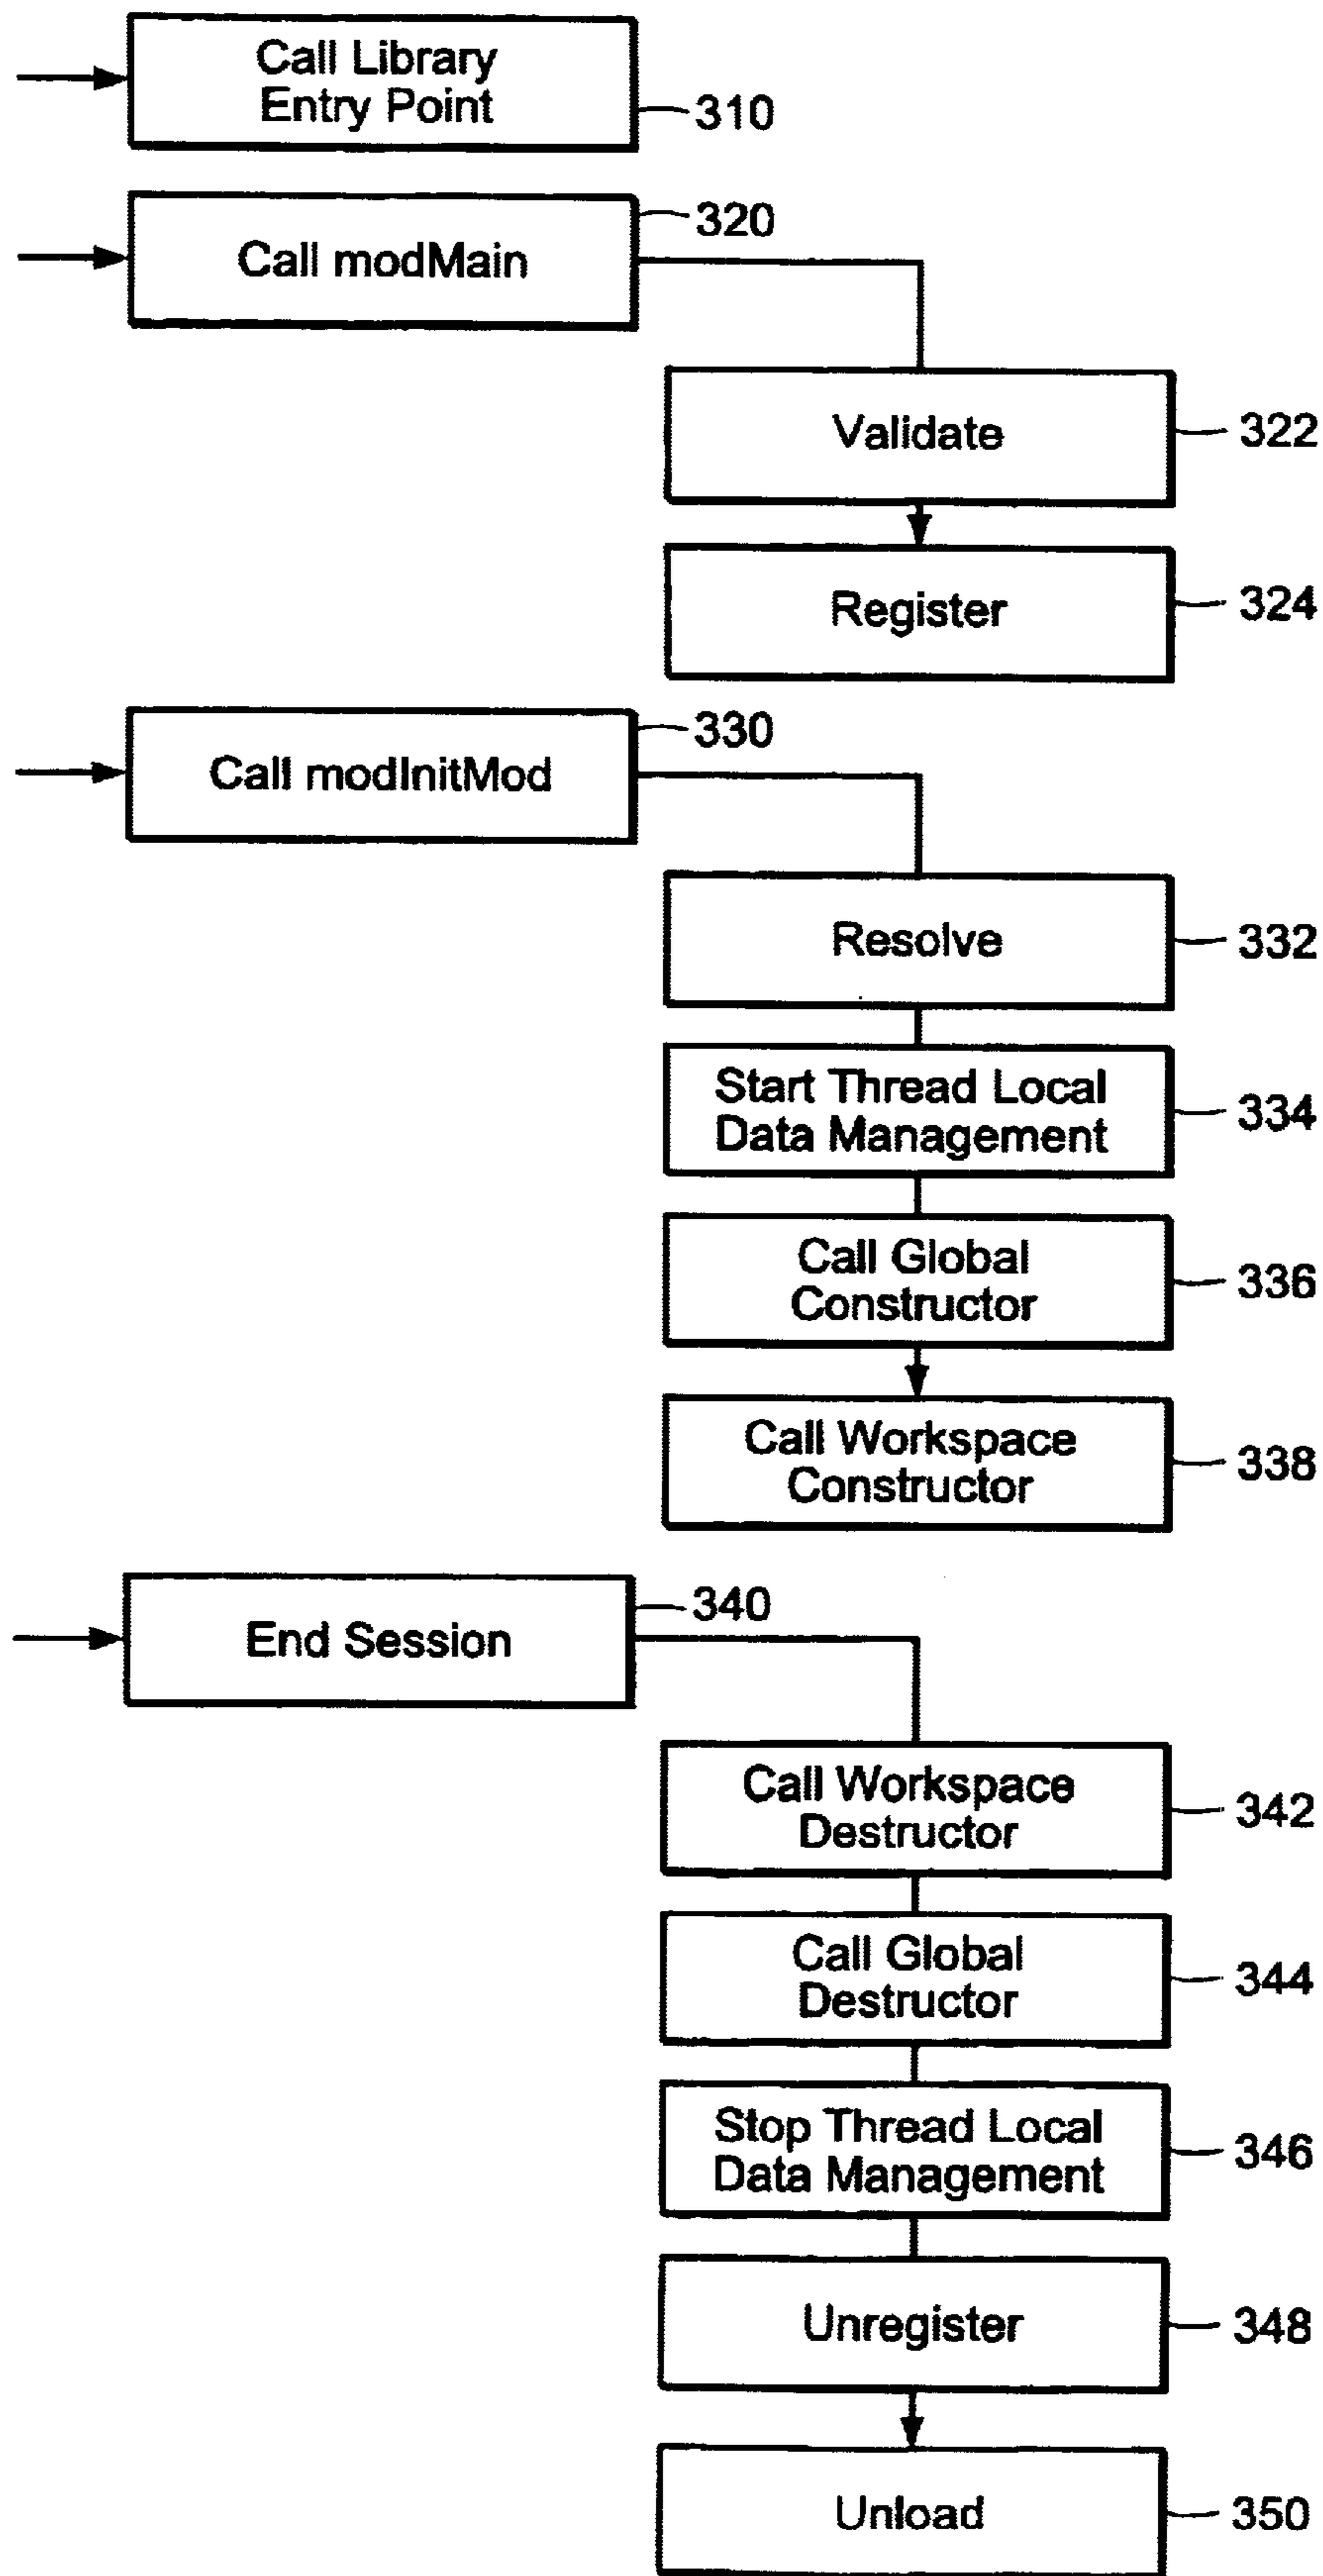 Call Library
Entry Point
310
320
Call modMain
Validate
322
Register
324
330
Call modInitMod
Resolve
332
Start Thread Local
Data Management
334
Call Global
Constructor
336
Call Workspace
Constructor
338
340
End Session
Call Workspace
Destructor
342
Call Global
Destructor
344
Stop Thread Local
Data Management
346
Unregister
348
Unload
350